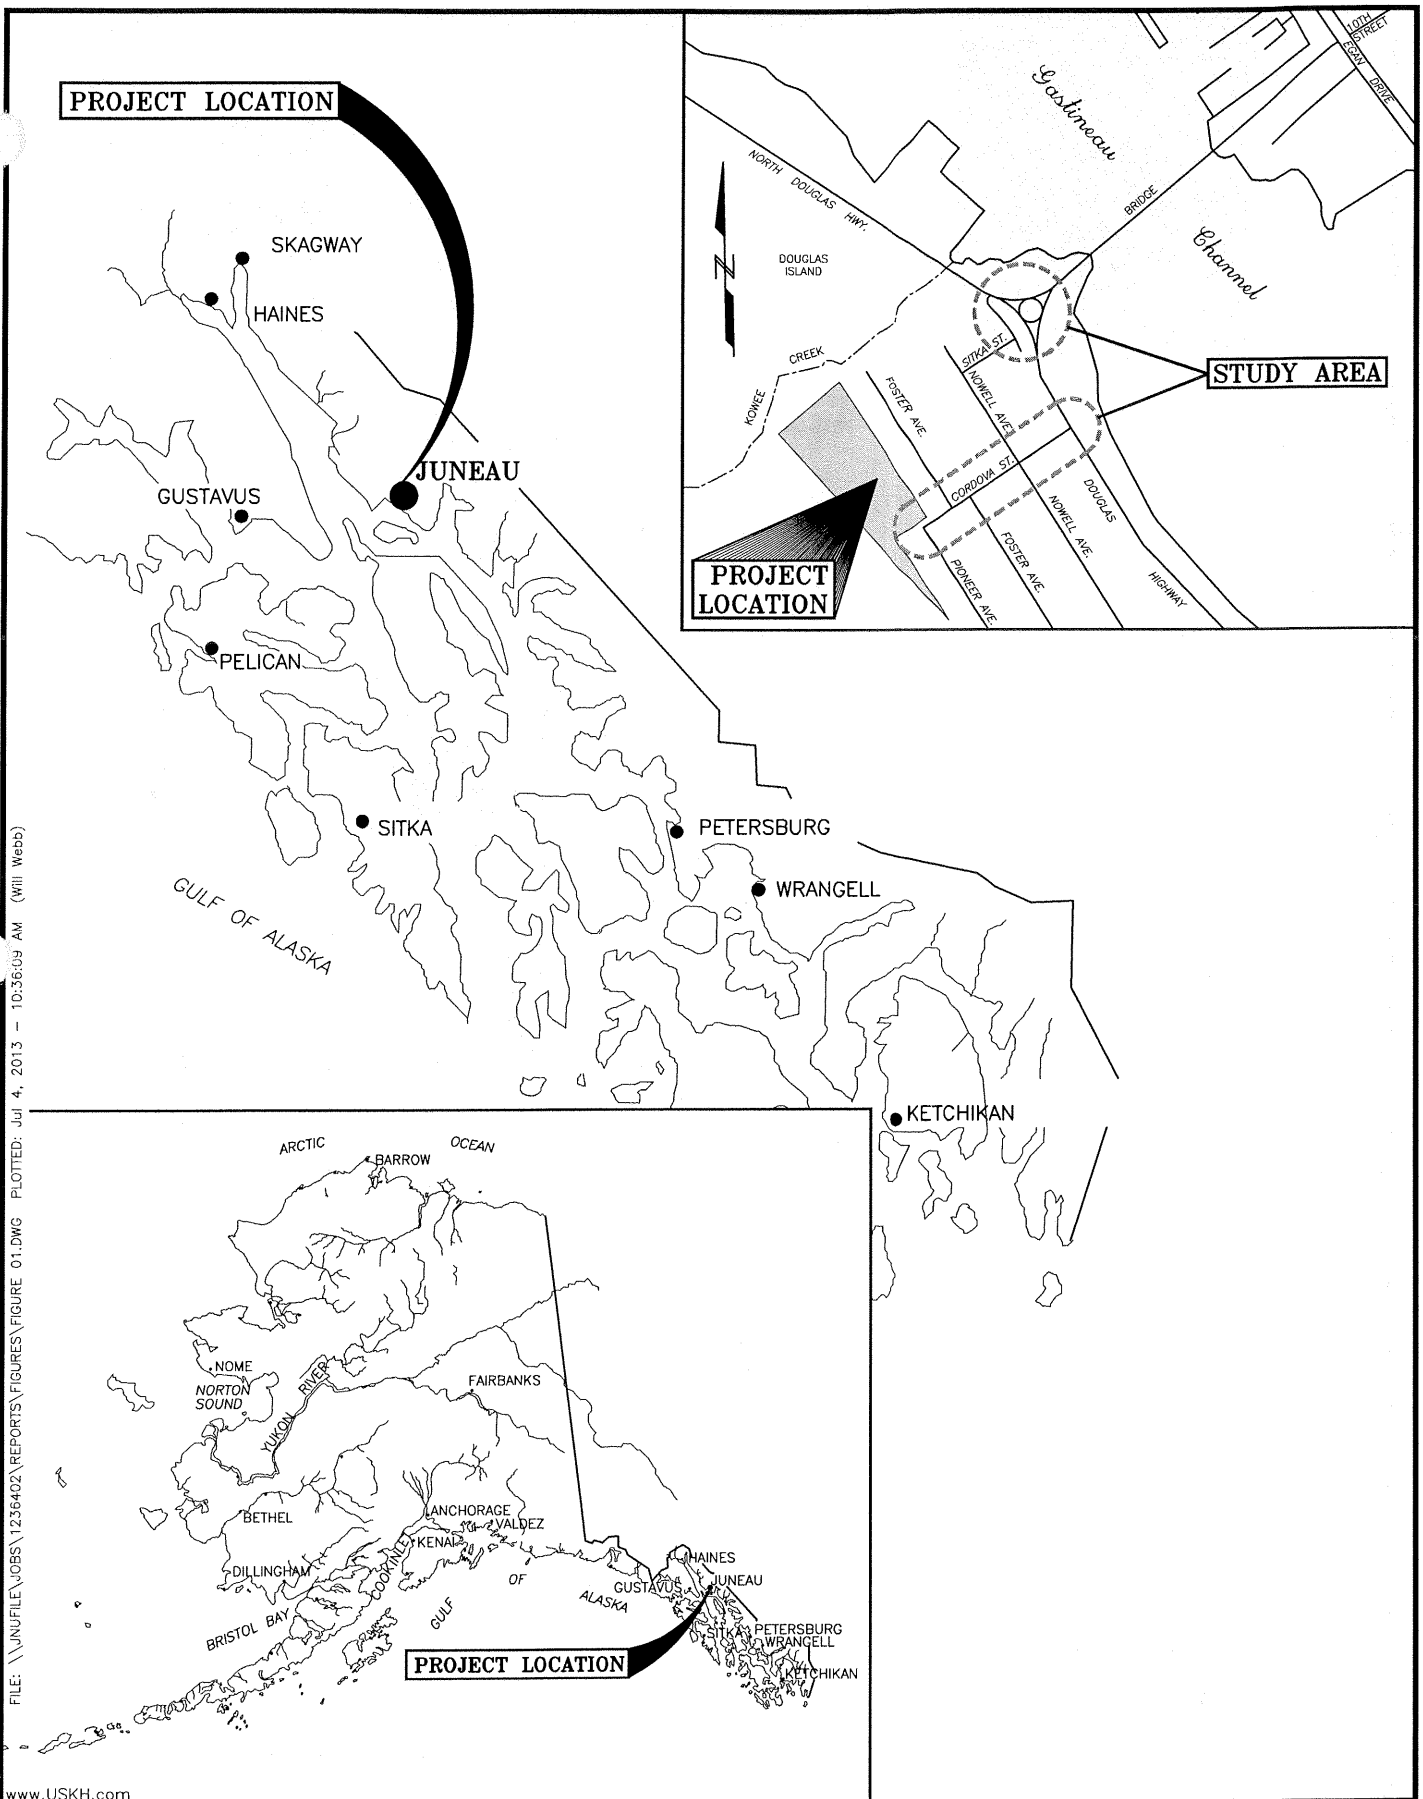 PROJECT LOCATION
SKAGWAY
HAINES
JUNEAU
GUSTAVUS
PELICAN
SITKA
PETERSBURG
WRANGELL
GULF OF ALASKA
KETCHIKAN
10TH
STREET
EGAN DRIVE
Gastineau
Channel
BRIDGE
NORTH DOUGLAS HWY.
DOUGLAS
ISLAND
N
KOWEE CREEK
SITKA ST.
STUDY AREA
FOSTER AVE.
NOWELL AVE.
CORDOVA ST.
NOWELL AVE.
DOUGLAS HIGHWAY
FOSTER AVE.
PIONEER AVE.
PROJECT
LOCATION
ARCTIC OCEAN
BARROW
NOME
NORTON
SOUND
YUKON RIVER
FAIRBANKS
BETHEL
ANCHORAGE
VALDEZ
KENAI
COOK INLET
DILLINGHAM
BRISTOL BAY
GULF OF ALASKA
HAINES
GUSTAVUS
JUNEAU
SITKA
PETERSBURG
WRANGELL
KETCHIKAN
PROJECT LOCATION
FILE: \\JNUFILE\JOBS\1236402\REPORTS\FIGURES\FIGURE 01.DWG PLOTTED: Jul 4, 2013 - 10:36:09 AM (Will Webb)
www.USKH.com